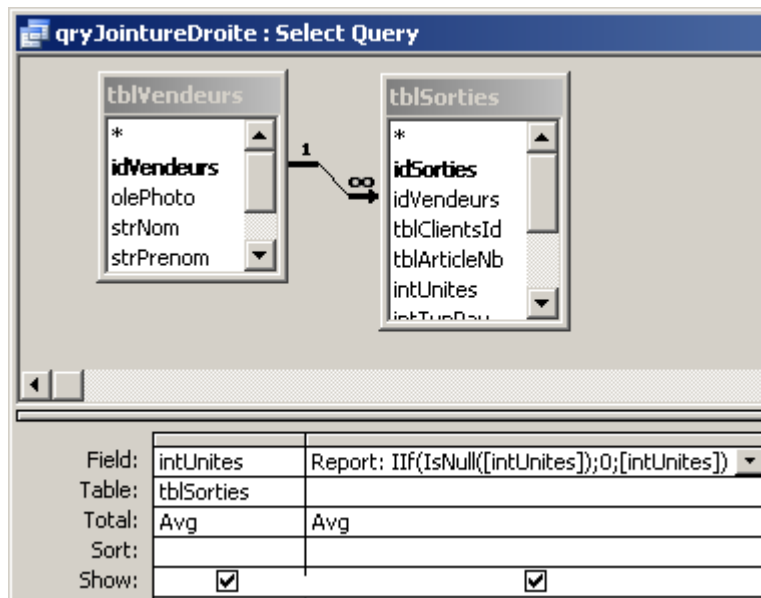 qryJointureDroite : Select Query
tblVendeurs
*
idVendeurs
olePhoto
strNom
strPrenom
1
∞
tblSorties
*
idSorties
idVendeurs
tblClientsId
tblArticleNb
intUnites
Field: intUnites Report: IIf(IsNull([intUnites]);0;[intUnites])
Table: tblSorties
Total: Avg Avg
Sort:
Show: